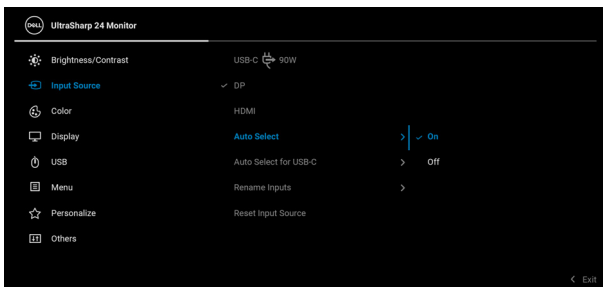 DELL UltraSharp 24 Monitor
Brightness/Contrast USB-C 90W
Input Source DP
Color HDMI
Display Auto Select On
USB Auto Select for USB-C Off
Menu Rename Inputs
Personalize Reset Input Source
Others
Exit